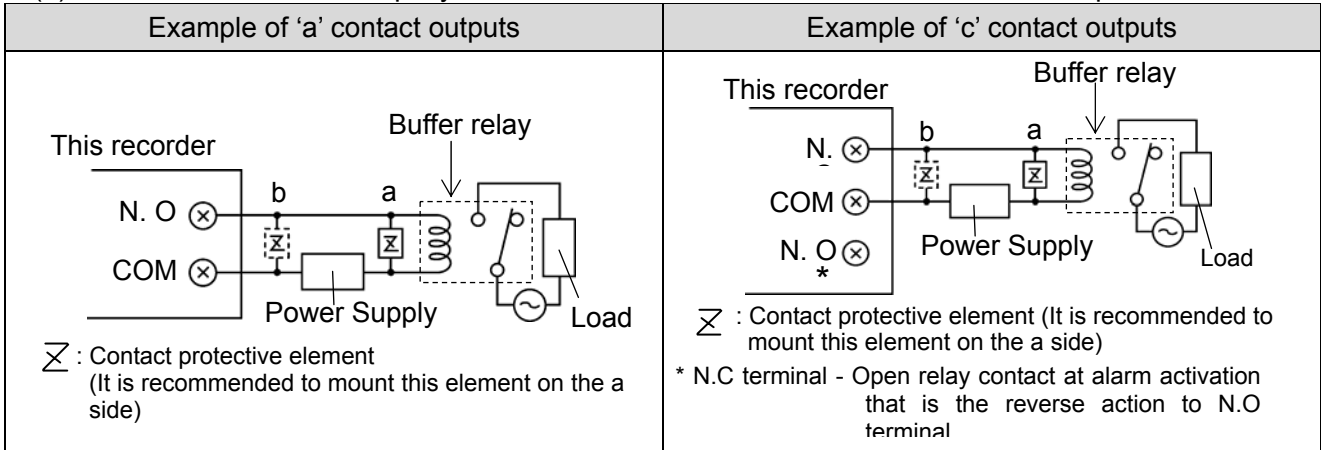 Example of ‘a’ contact outputs
This recorder
Buffer relay
b
a
N. O
COM
Power Supply
Load
: Contact protective element
(It is recommended to mount this element on the a
side)
Example of ‘c’ contact outputs
This recorder
Buffer relay
b
a
N.
COM
N. O
*
Power Supply
Load
: Contact protective element (It is recommended to
mount this element on the a side)
* N.C terminal - Open relay contact at alarm activation
that is the reverse action to N.O
terminal